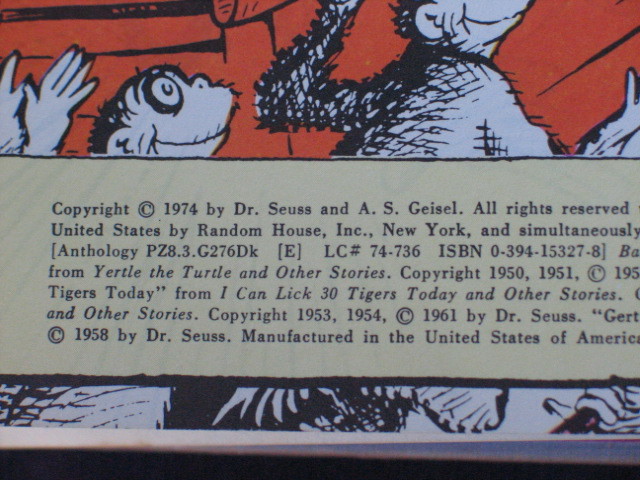 Copyright © 1974 by Dr. Seuss and A. S. Geisel. All rights reserved
United States by Random House, Inc., New York, and simultaneously
[Anthology PZ8.3.G276Dk [E] LC# 74-736 ISBN 0-394-15327-8] Ba
from Yertle the Turtle and Other Stories. Copyright 1950, 1951, © 195
Tigers Today” from I Can Lick 30 Tigers Today and Other Stories.
and Other Stories. Copyright 1953, 1954, © 1961 by Dr. Seuss. “Gert
© 1958 by Dr. Seuss. Manufactured in the United States of America